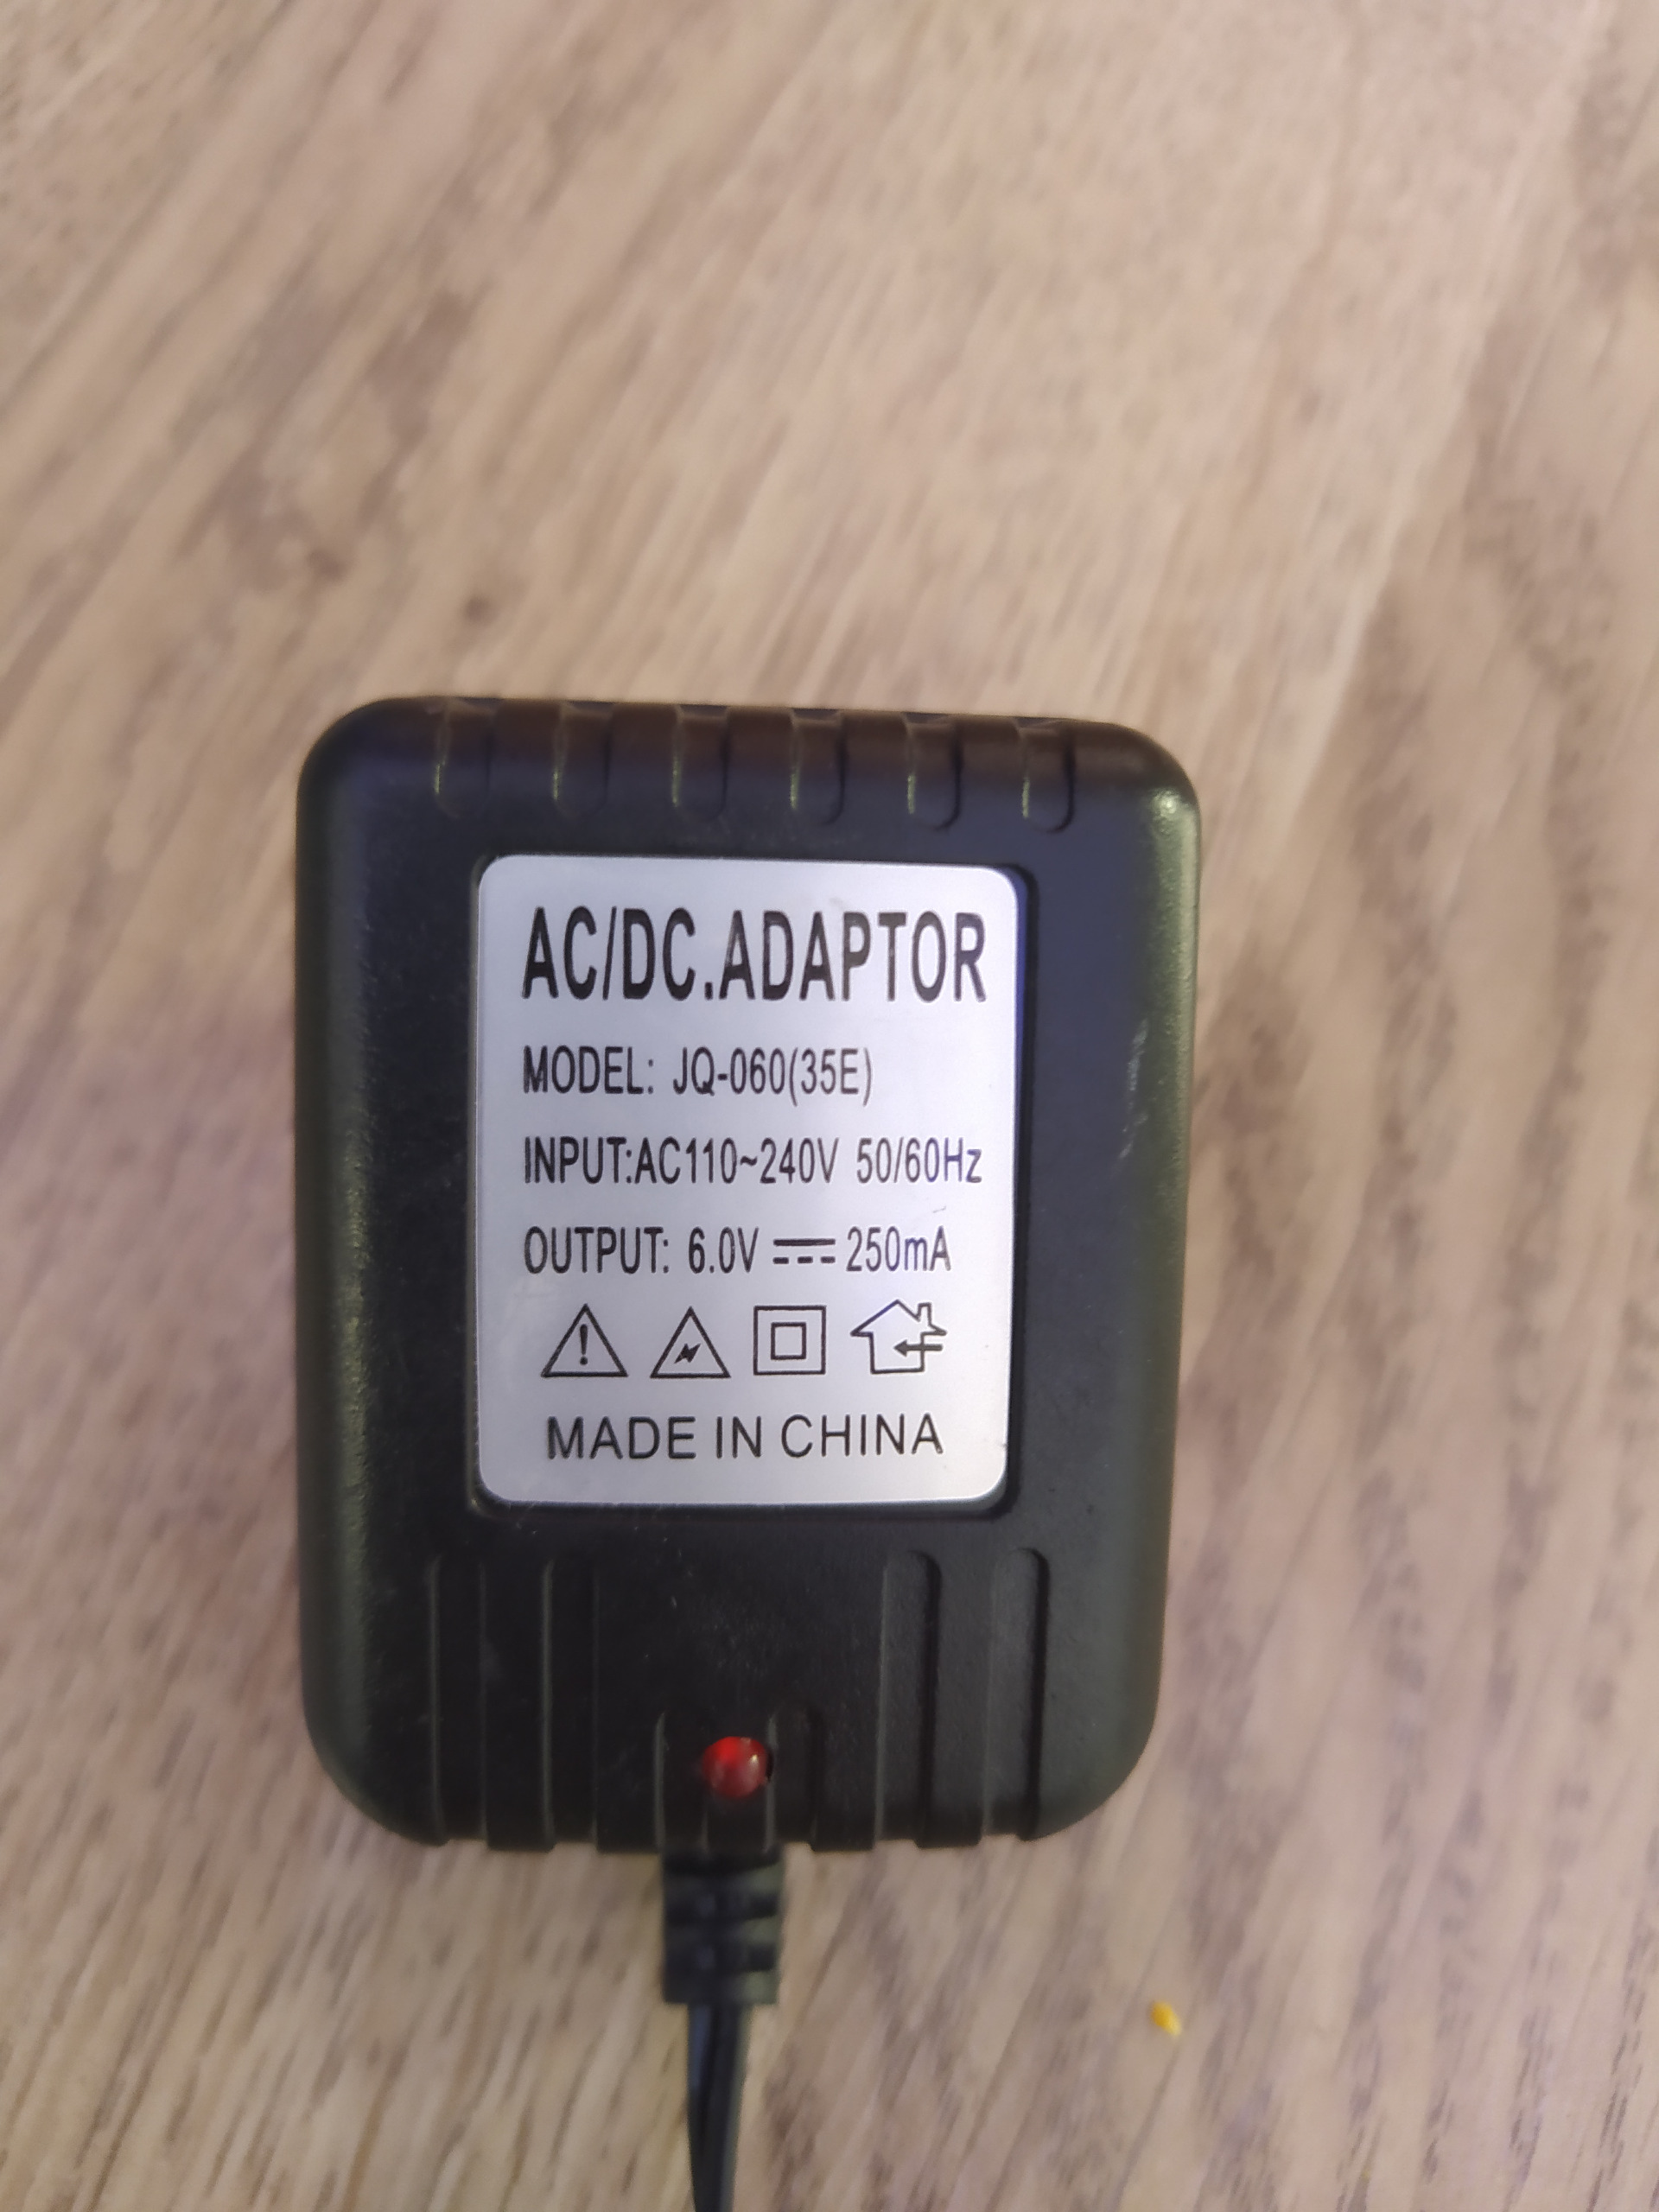 AC/DC.ADAPTOR
MODEL: JQ-060(35E)
INPUT:AC110~240V 50/60Hz
OUTPUT: 6.0V ⎓ 250mA
MADE IN CHINA